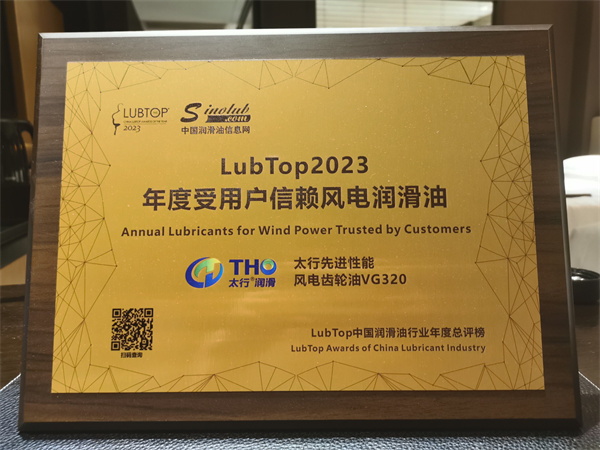 LUBTOP
2023
Sinolub
.com
中国润滑油信息网
LubTop2023
年度受用户信赖风电润滑油
Annual Lubricants for Wind Power Trusted by Customers
THO
太行®润滑
太行先进性能
风电齿轮油VG320
扫码查询
LubTop中国润滑油行业年度总评榜
LubTop Awards of China Lubricant Industry